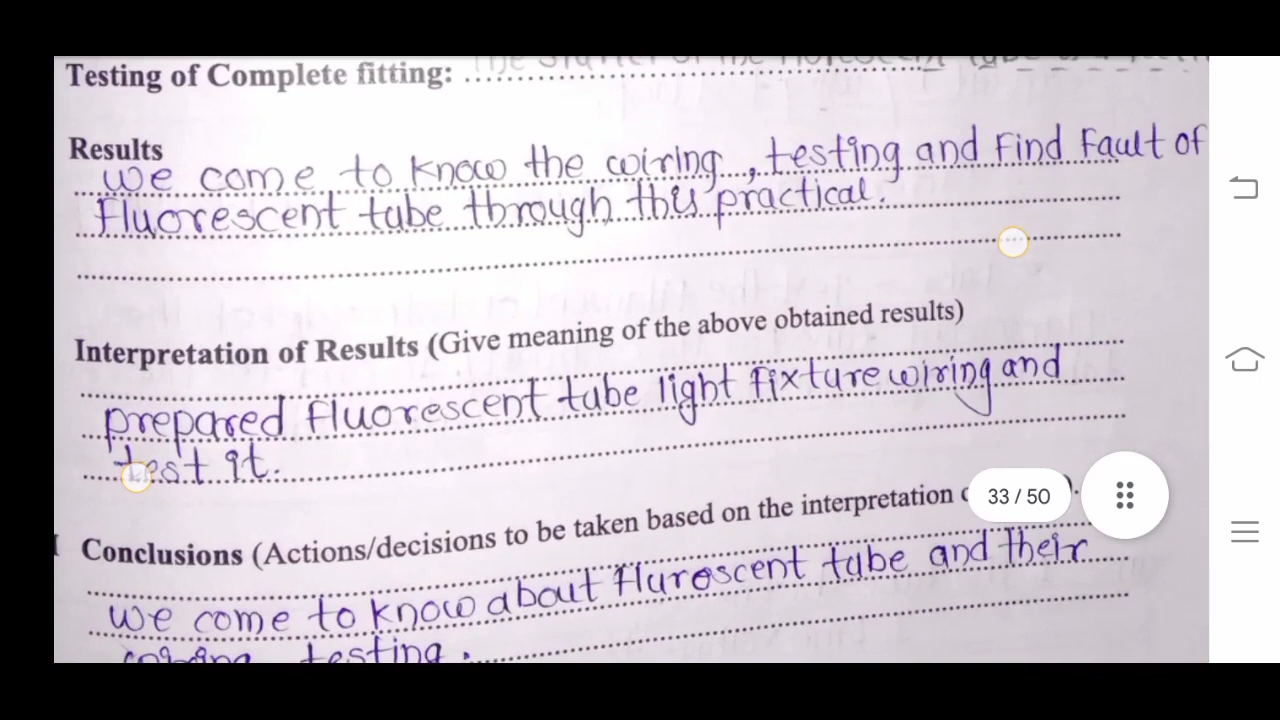 Testing of Complete fitting:
Results
we come to know the wiring, testing and Find Fault of
Fluorescent tube through this practical.
Interpretation of Results (Give meaning of the above obtained results)
prepared fluorescent tube light fixture wiring and
test it.
33 / 50
Conclusions (Actions/decisions to be taken based on the interpretation
we come to know about flurescent tube and their
testing.